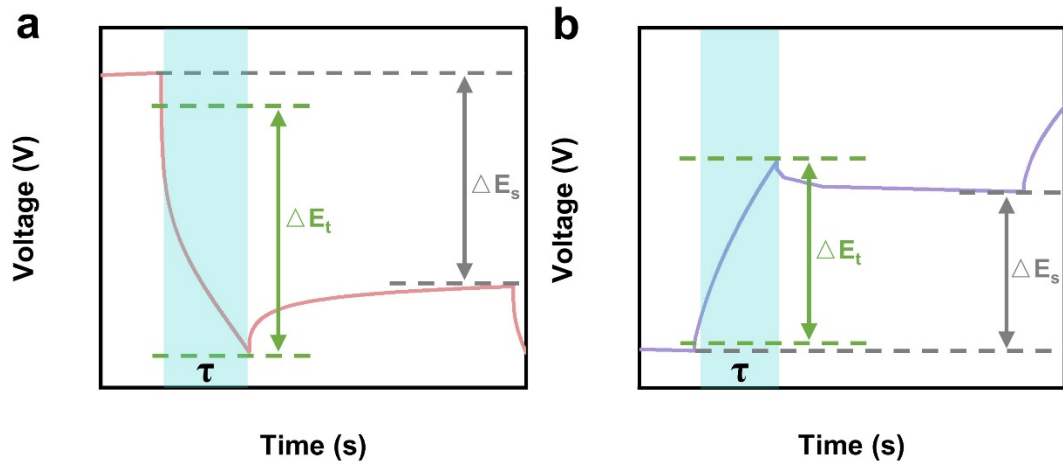 a
Voltage (V)
△Et
△Es
τ
Time (s)
b
Voltage (V)
△Et
△Es
τ
Time (s)